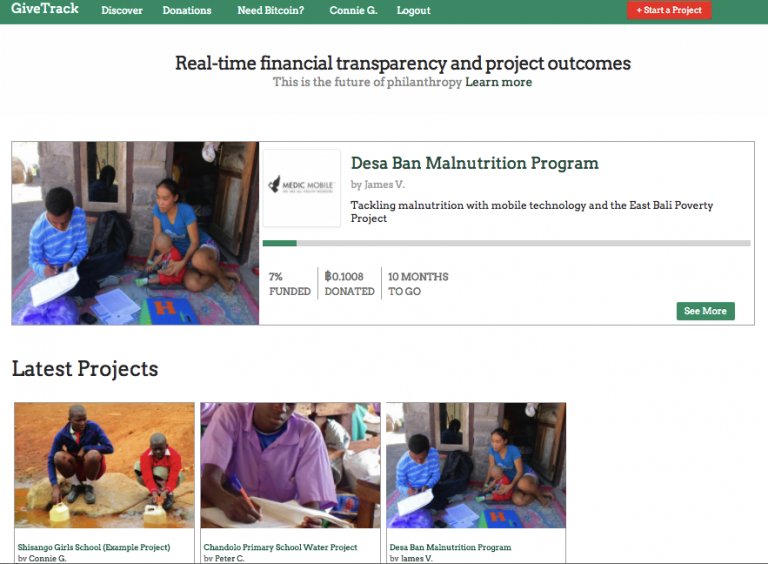 GiveTrack
Discover
Donations
Need Bitcoin?
Connie G.
Logout
+ Start a Project
Real-time financial transparency and project outcomes
This is the future of philanthropy Learn more
MEDIC MOBILE
Desa Ban Malnutrition Program
by James V.
Tackling malnutrition with mobile technology and the East Bali Poverty
Project
7%
FUNDED
฿0.1008
DONATED
10 MONTHS
TO GO
See More
Latest Projects
Shisango Girls School (Example Project)
by Connie G.
Chandolo Primary School Water Project
by Peter C.
Desa Ban Malnutrition Program
by James V.